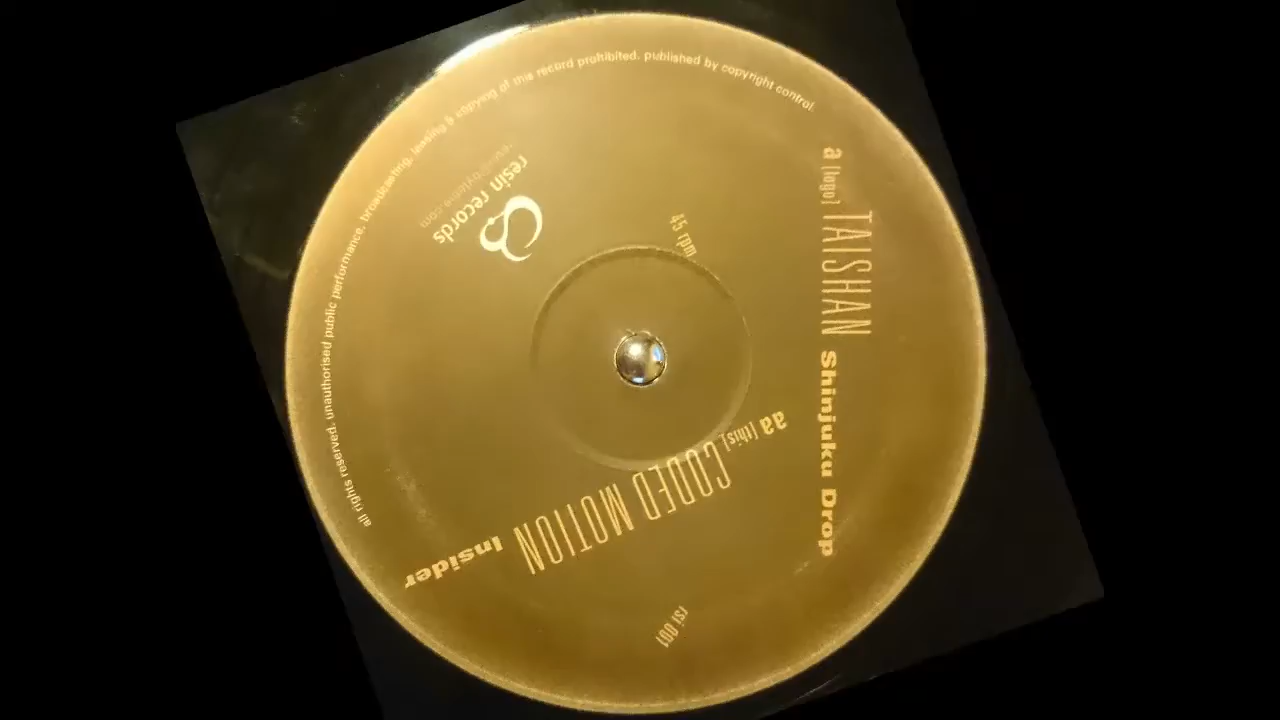 all rights reserved. unauthorised public performance, broadcasting, leasing & copying of this record prohibited. published by copyright control.
resin records
45 rpm
a [logo] TAISHAN Shinjuku Drop
aa [this] CODED MOTION Insider
rsi 001